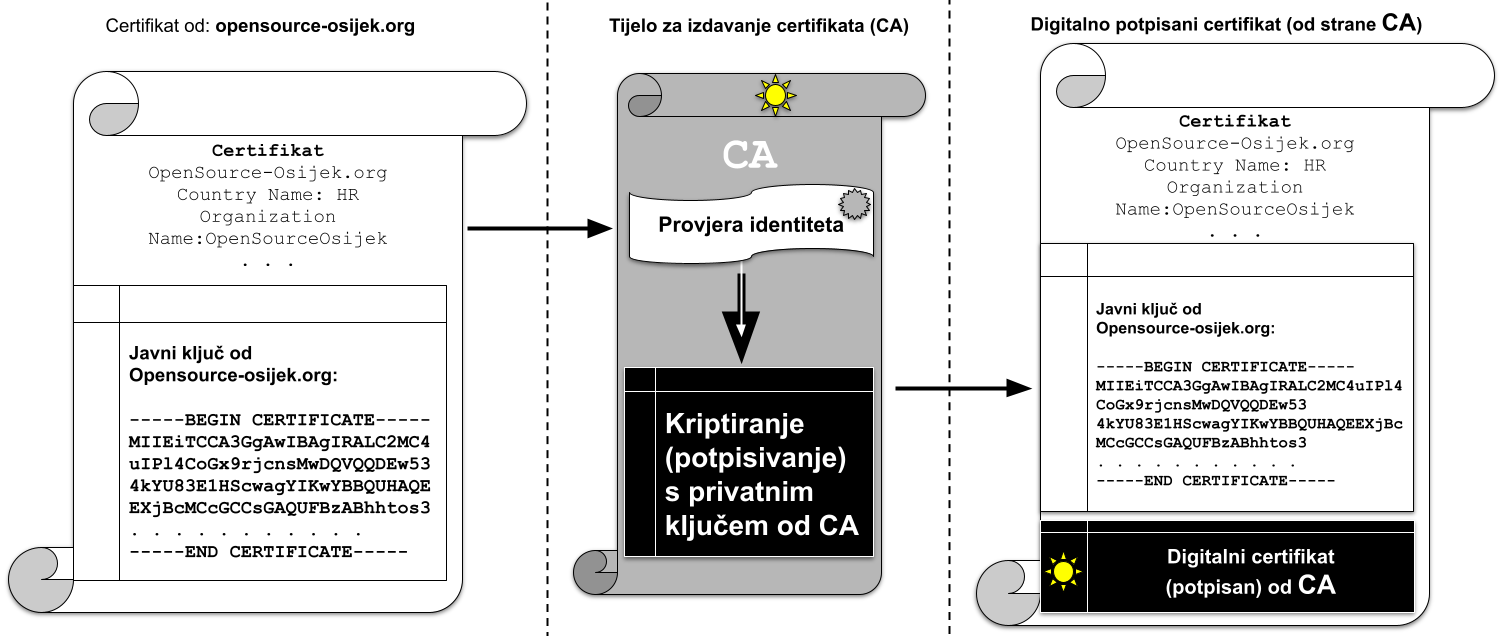 Certifikat od: opensource-osijek.org
Certifikat
OpenSource-Osijek.org
Country Name: HR
Organization
Name:OpenSourceOsijek
. . .
Javni ključ od
Opensource-osijek.org:
-----BEGIN CERTIFICATE-----
MIIEiTCCA3GgAwIBAgIRALC2MC4
uIPl4CoGx9rjcnsMwDQVQQDEw53
4kYU83E1HScwagYIKwYBBQUHAQE
EXjBcMCcGCCsGAQUFBzABhhtos3
. . . . . . . . . . .
-----END CERTIFICATE-----
Tijelo za izdavanje certifikata (CA)
CA
Provjera identiteta
Kriptiranje
(potpisivanje)
s privatnim
ključem od CA
Digitalno potpisani certifikat (od strane CA)
Certifikat
OpenSource-Osijek.org
Country Name: HR
Organization
Name:OpenSourceOsijek
. . .
Javni ključ od
Opensource-osijek.org:
-----BEGIN CERTIFICATE-----
MIIEiTCCA3GgAwIBAgIRALC2MC4uIPl4
CoGx9rjcnsMwDQVQQDEw53
4kYU83E1HScwagYIKwYBBQUHAQEEXjBc
MCcGCCsGAQUFBzABhhtos3
. . . . . . . . . . .
-----END CERTIFICATE-----
Digitalni certifikat
(potpisan) od CA